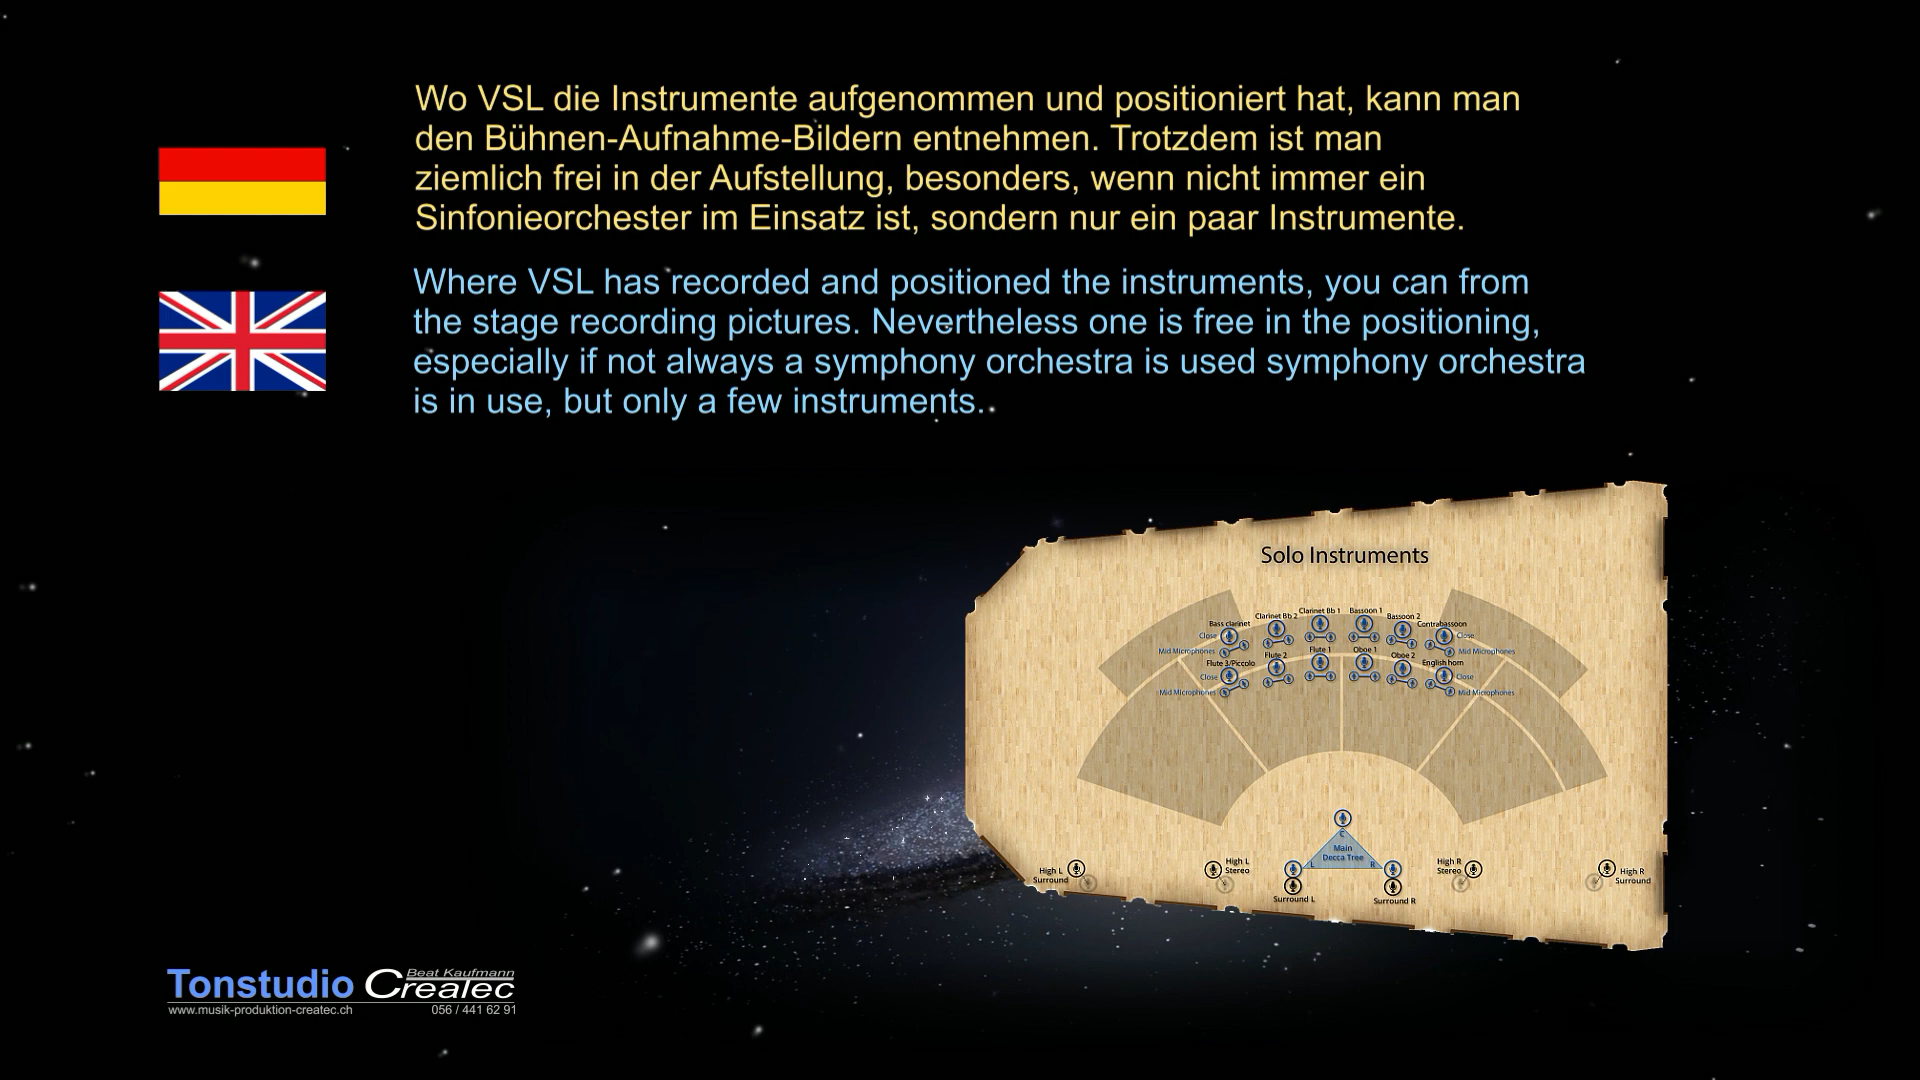 Wo VSL die Instrumente aufgenommen und positioniert hat, kann man
den Bühnen-Aufnahme-Bildern entnehmen. Trotzdem ist man
ziemlich frei in der Aufstellung, besonders, wenn nicht immer ein
Sinfonieorchester im Einsatz ist, sondern nur ein paar Instrumente.
Where VSL has recorded and positioned the instruments, you can from
the stage recording pictures. Nevertheless one is free in the positioning,
especially if not always a symphony orchestra is used symphony orchestra
is in use, but only a few instruments.
Solo Instruments
Bass clarinet
Clarinet Bb 2
Clarinet Bb 1
Bassoon 1
Bassoon 2
Contrabassoon
Close
Close
Mid Microphones
Mid Microphones
Flute 3/Piccolo
Flute 2
Flute 1
Oboe 1
Oboe 2
English horn
Close
Close
Mid Microphones
Mid Microphones
C
Main
Decca Tree
L
R
High L
Surround
High L
Stereo
High R
Stereo
High R
Surround
Surround L
Surround R
Tonstudio Createc
Beat Kaufmann
www.musik-produktion-createc.ch
056 / 441 62 91